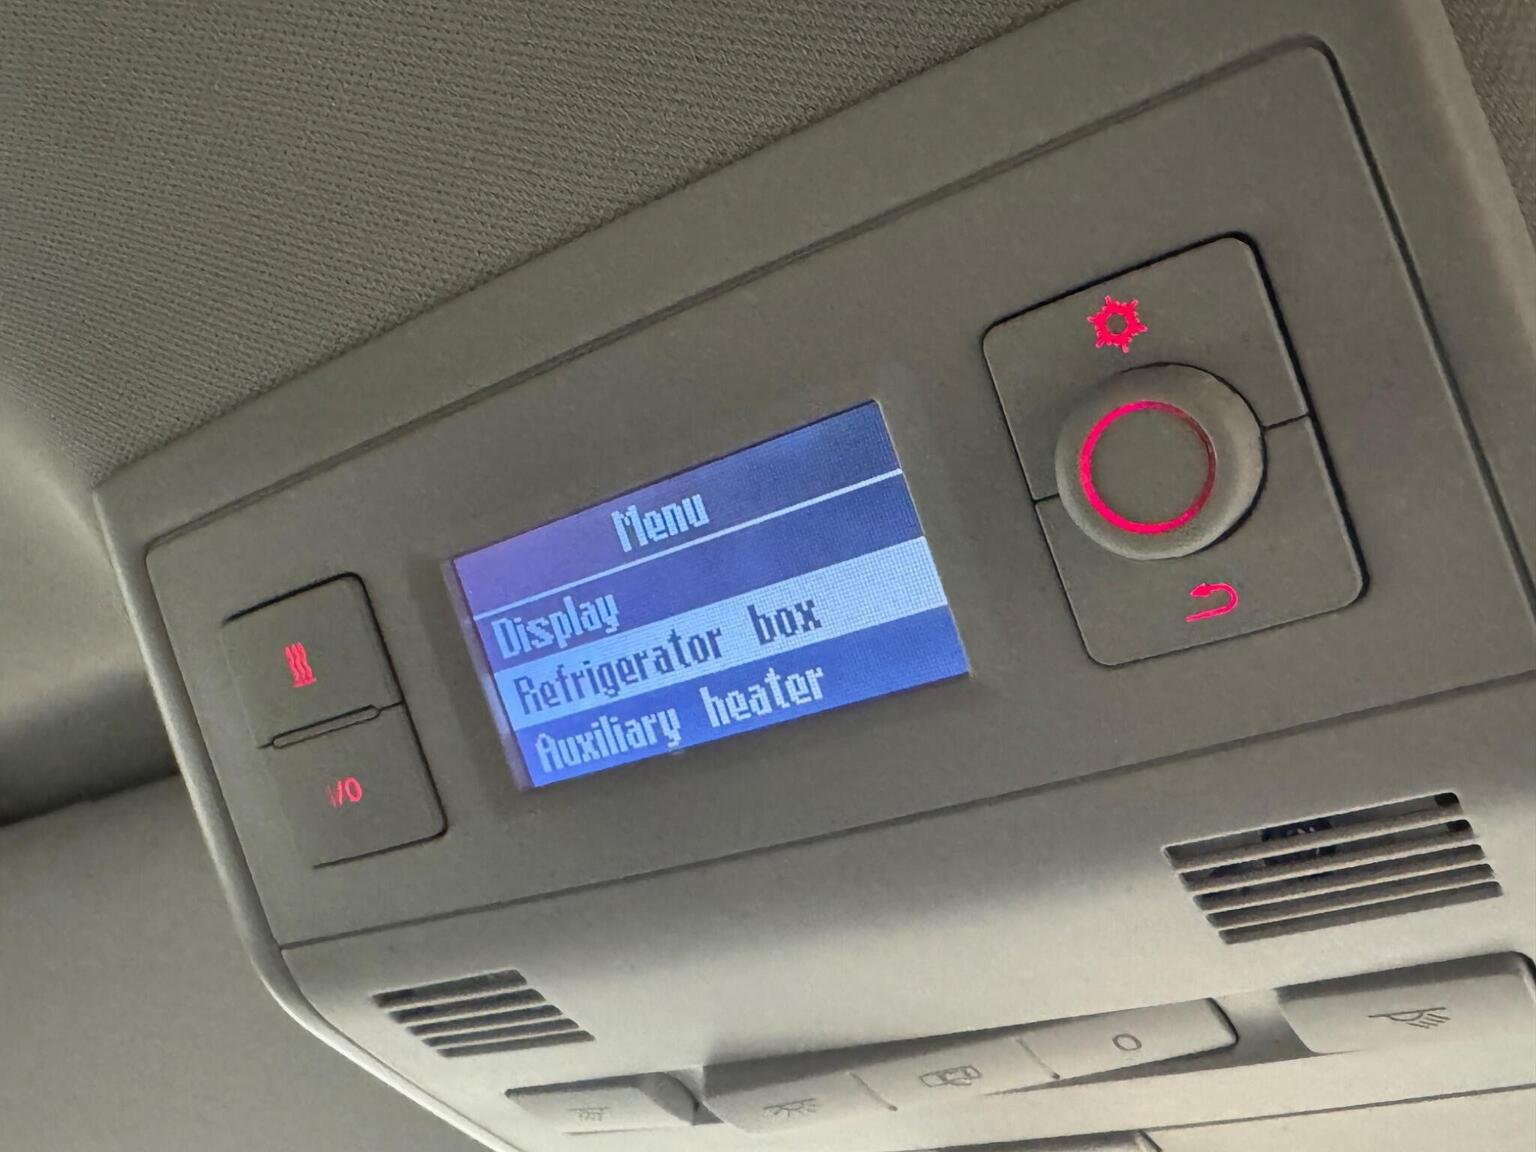 Menu
Display
Refrigerator box
Auxiliary heater
I/O
O